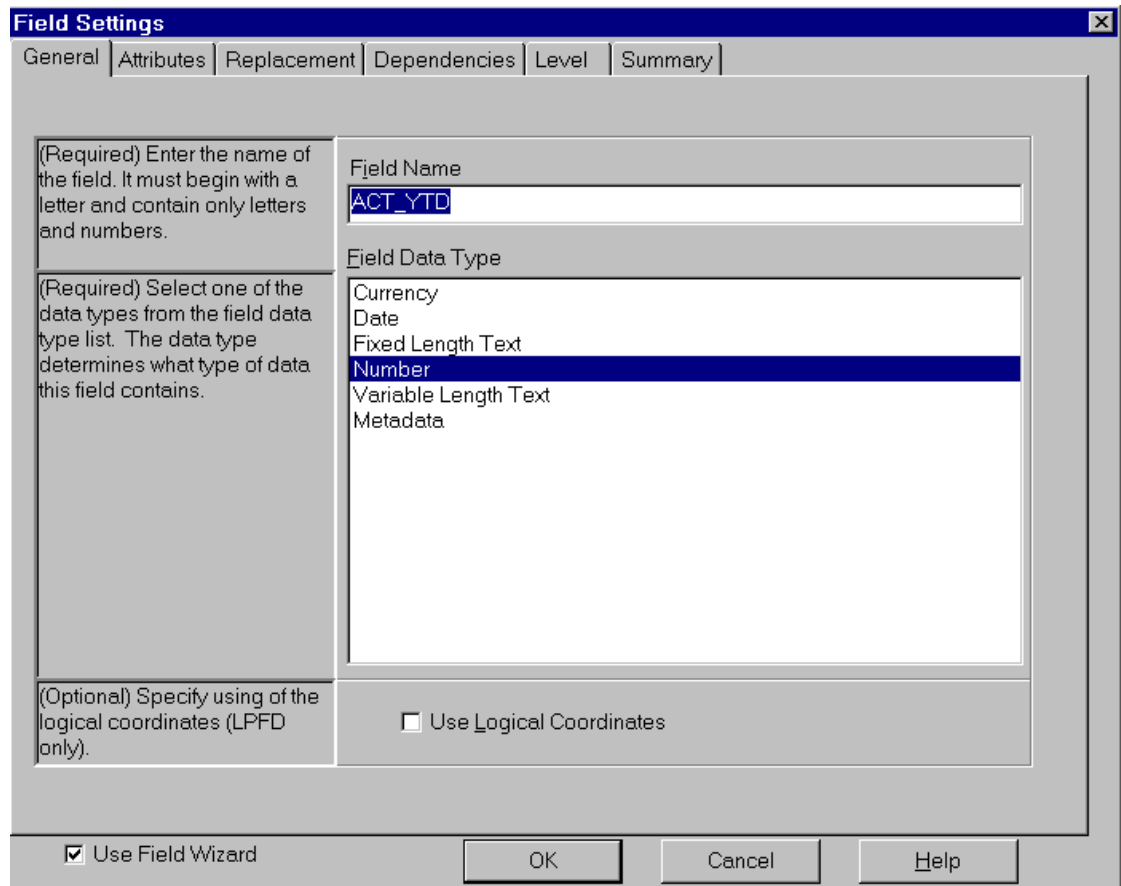 Field Settings
General Attributes Replacement Dependencies Level Summary
(Required) Enter the name of
the field. It must begin with a
letter and contain only letters
and numbers.
Field Name
ACT_YTD
(Required) Select one of the
data types from the field data
type list. The data type
determines what type of data
this field contains.
Field Data Type
Currency
Date
Fixed Length Text
Number
Variable Length Text
Metadata
(Optional) Specify using of the
logical coordinates (LPFD
only).
Use Logical Coordinates
Use Field Wizard
OK
Cancel
Help